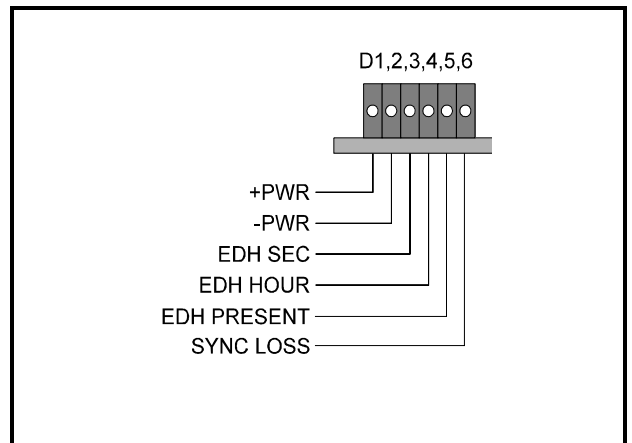 D1,2,3,4,5,6
+PWR
-PWR
EDH SEC
EDH HOUR
EDH PRESENT
SYNC LOSS